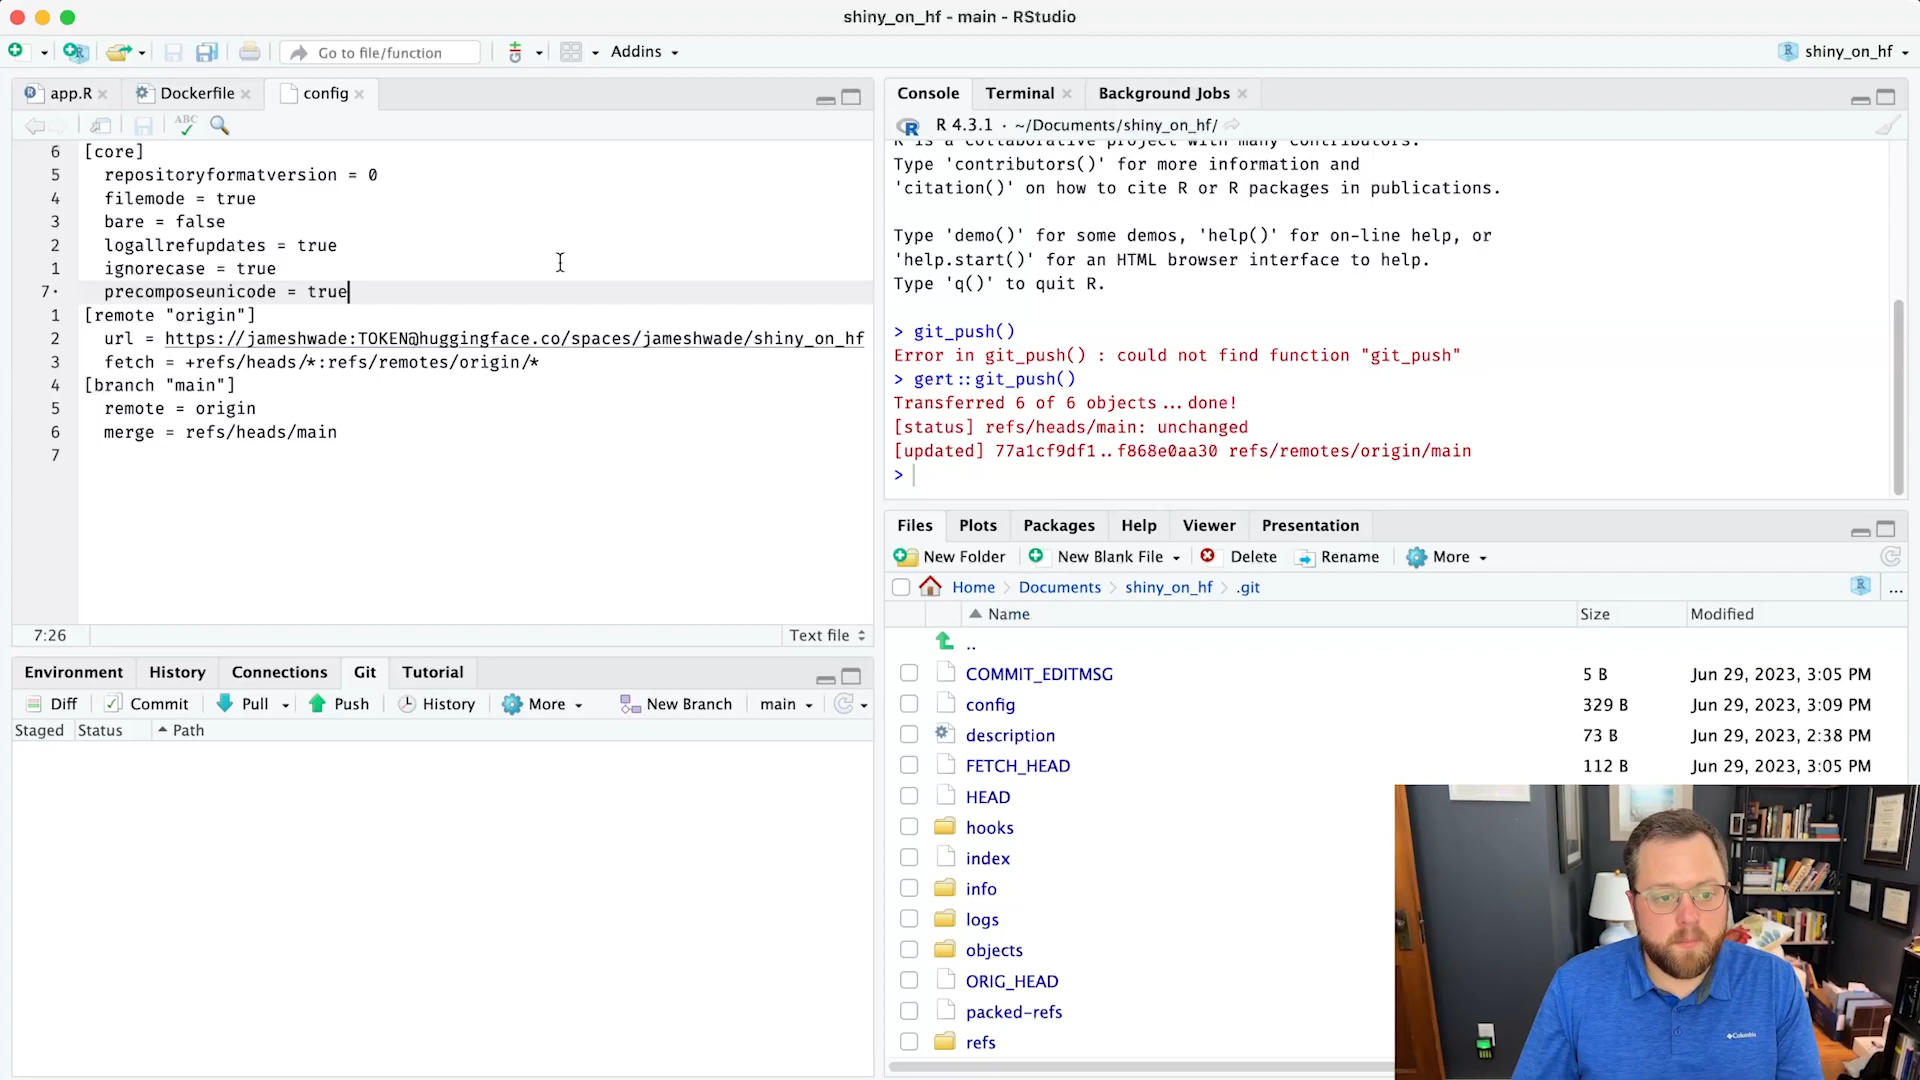 shiny_on_hf - main - RStudio
Go to file/function
Addins
shiny_on_hf
app.R
Dockerfile
config
ABC
6 [core]
5 repositoryformatversion = 0
4 filemode = true
3 bare = false
2 logallrefupdates = true
1 ignorecase = true
7 precomposeunicode = true
1 [remote "origin"]
2 url = https://jameshwade:TOKEN@huggingface.co/spaces/jameshwade/shiny_on_hf
3 fetch = +refs/heads/*:refs/remotes/origin/*
4 [branch "main"]
5 remote = origin
6 merge = refs/heads/main
7
7:26
Text file
Console
Terminal
Background Jobs
R 4.3.1 · ~/Documents/shiny_on_hf/
R is a collaborative project with many contributors.
Type 'contributors()' for more information and
'citation()' on how to cite R or R packages in publications.
Type 'demo()' for some demos, 'help()' for on-line help, or
'help.start()' for an HTML browser interface to help.
Type 'q()' to quit R.
> git_push()
Error in git_push() : could not find function "git_push"
> gert::git_push()
Transferred 6 of 6 objects...done!
[status] refs/heads/main: unchanged
[updated] 77a1cf9df1..f868e0aa30 refs/remotes/origin/main
>
Environment
History
Connections
Git
Tutorial
Diff
Commit
Pull
Push
History
More
New Branch
main
Staged
Status
Path
Files
Plots
Packages
Help
Viewer
Presentation
New Folder
New Blank File
Delete
Rename
More
Home
Documents
shiny_on_hf
.git
...
Name
Size
Modified
..
COMMIT_EDITMSG 5 B Jun 29, 2023, 3:05 PM
config 329 B Jun 29, 2023, 3:09 PM
description 73 B Jun 29, 2023, 2:38 PM
FETCH_HEAD 112 B Jun 29, 2023, 3:05 PM
HEAD
hooks
index
info
logs
objects
ORIG_HEAD
packed-refs
refs
Columbia